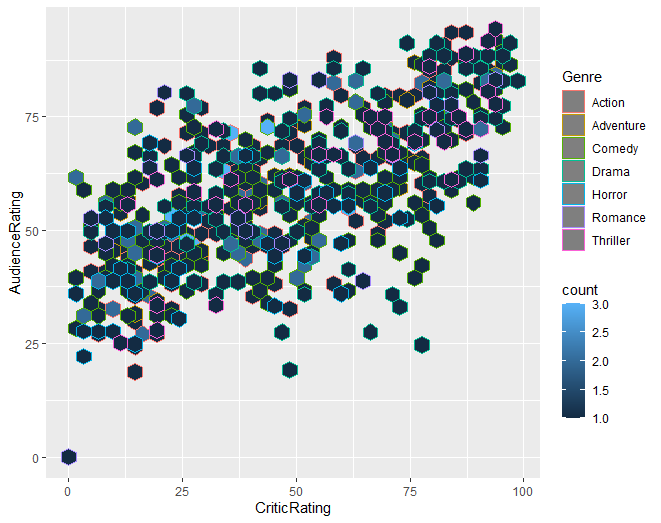 AudienceRating
75
50
25
0
0
25
50
75
100
CriticRating
Genre
Action
Adventure
Comedy
Drama
Horror
Romance
Thriller
count
3.0
2.5
2.0
1.5
1.0